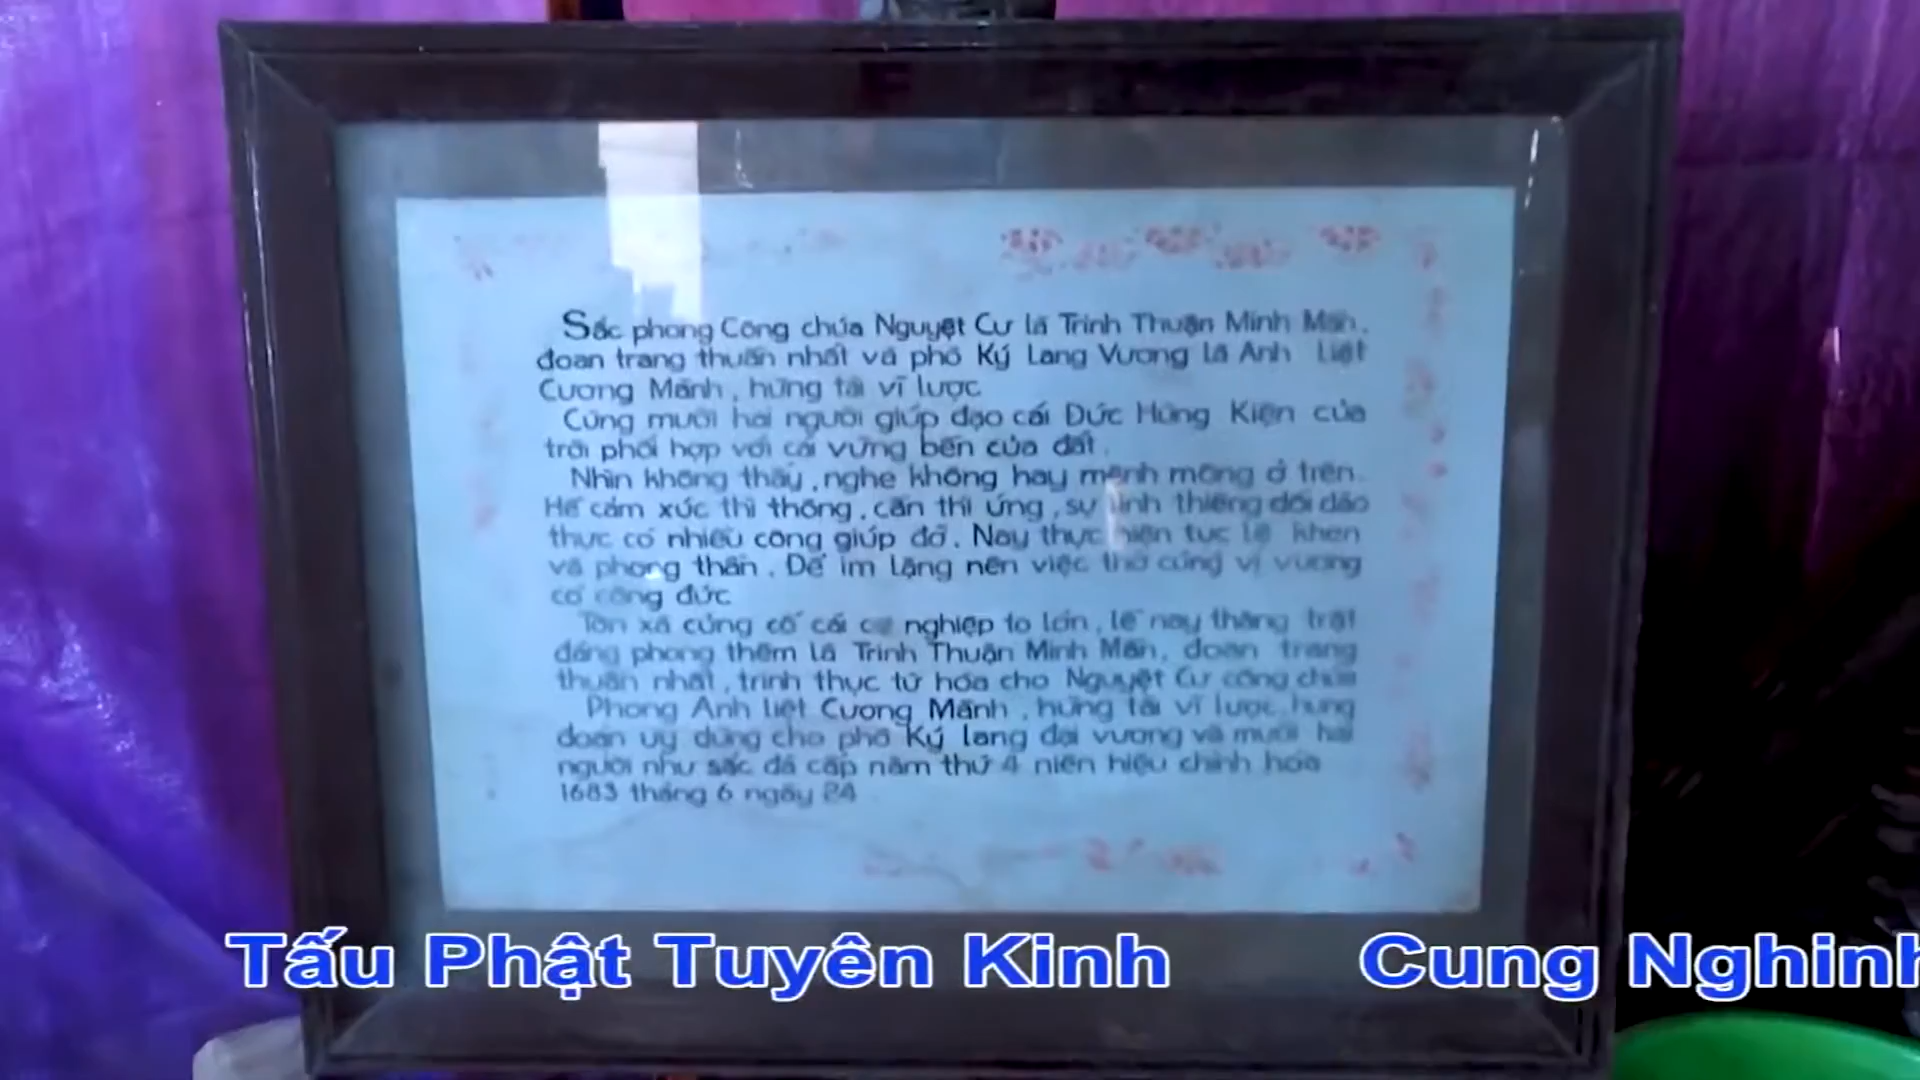 Sắc phong Công chúa Nguyệt Cư là Trinh Thuận Minh Mẫn,
đoan trang thuần nhất và phó Ký Lang Vương Là Anh Liệt
Cương Mãnh, hùng tài vĩ lược
Cùng mười hai người giúp đạo cái Đức Hùng Kiện của
trời phối hợp với cái vững bền của đất.
Nhìn không thấy, nghe không hay mênh mông ở trên.
Hễ cảm xúc thì thông, cần thì ứng, sự linh thiêng dồi dào
thực có nhiều công giúp đỡ. Nay thực hiện tục lệ khen
và phong thần. Để im lặng nên việc thờ cúng vị vương
có công đức
Tôn xã củng cố cái cơ nghiệp to lớn, lễ nay thăng trật
đáng phong thêm là Trinh Thuận Minh Mẫn, đoan trang
thuần nhất, trinh thục từ hòa cho Nguyệt Cư công chúa
Phong Anh liệt Cương Mãnh, hùng tài vĩ lược, hùng
đoán uy dũng cho phó Ký lang đại vương và mười hai
người như sắc đã cấp năm thứ 4 niên hiệu chính hòa
1683 tháng 6 ngày 24
Tấu Phật Tuyên Kinh Cung Nghinh